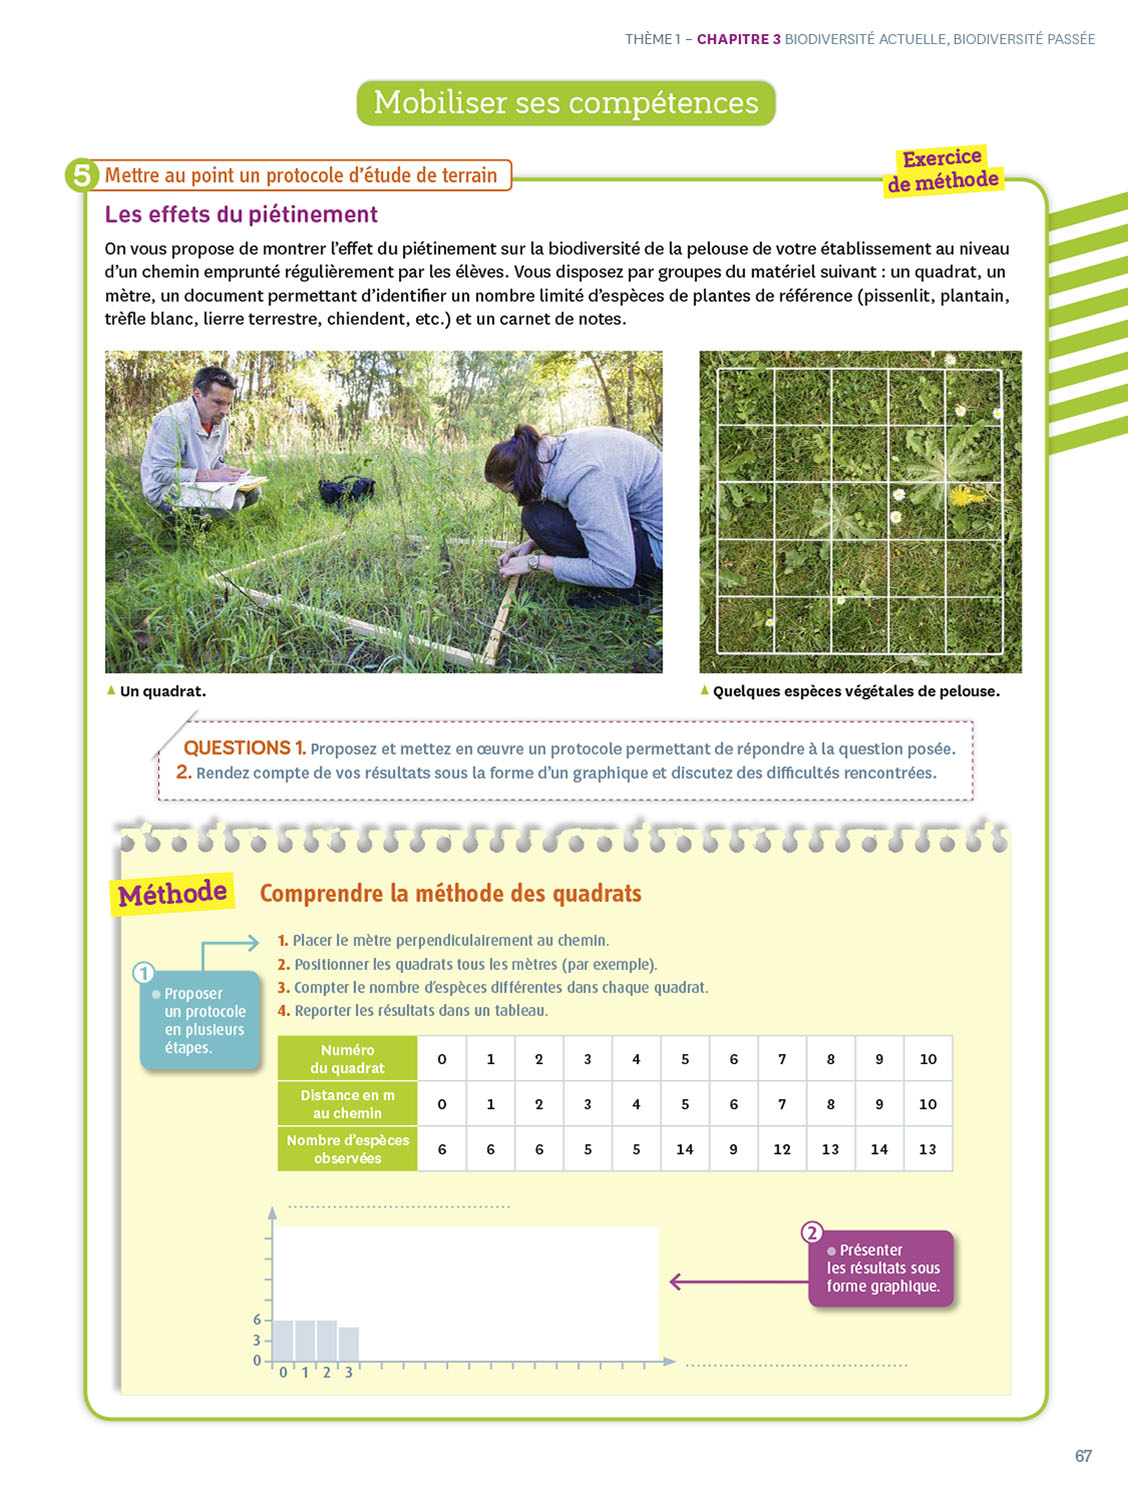 THÈME 1 – CHAPITRE 3 BIODIVERSITÉ ACTUELLE, BIODIVERSITÉ PASSÉE
Mobiliser ses compétences
5 Mettre au point un protocole d'étude de terrain
Exercice
de méthode
Les effets du piétinement
On vous propose de montrer l'effet du piétinement sur la biodiversité de la pelouse de votre établissement au niveau
d'un chemin emprunté régulièrement par les élèves. Vous disposez par groupes du matériel suivant : un quadrat, un
mètre, un document permettant d'identifier un nombre limité d'espèces de plantes de référence (pissenlit, plantain,
trèfle blanc, lierre terrestre, chiendent, etc.) et un carnet de notes.
▲ Un quadrat.
▲ Quelques espèces végétales de pelouse.
QUESTIONS 1. Proposez et mettez en œuvre un protocole permettant de répondre à la question posée.
2. Rendez compte de vos résultats sous la forme d'un graphique et discutez des difficultés rencontrées.
Méthode
Comprendre la méthode des quadrats
1
● Proposer
un protocole
en plusieurs
étapes.
1. Placer le mètre perpendiculairement au chemin.
2. Positionner les quadrats tous les mètres (par exemple).
3. Compter le nombre d'espèces différentes dans chaque quadrat.
4. Reporter les résultats dans un tableau.
Numéro
du quadrat
0 1 2 3 4 5 6 7 8 9 10
Distance en m
au chemin
0 1 2 3 4 5 6 7 8 9 10
Nombre d'espèces
observées
6 6 6 5 5 14 9 12 13 14 13
6
3
0
0 1 2 3
2
● Présenter
les résultats sous
forme graphique.
67